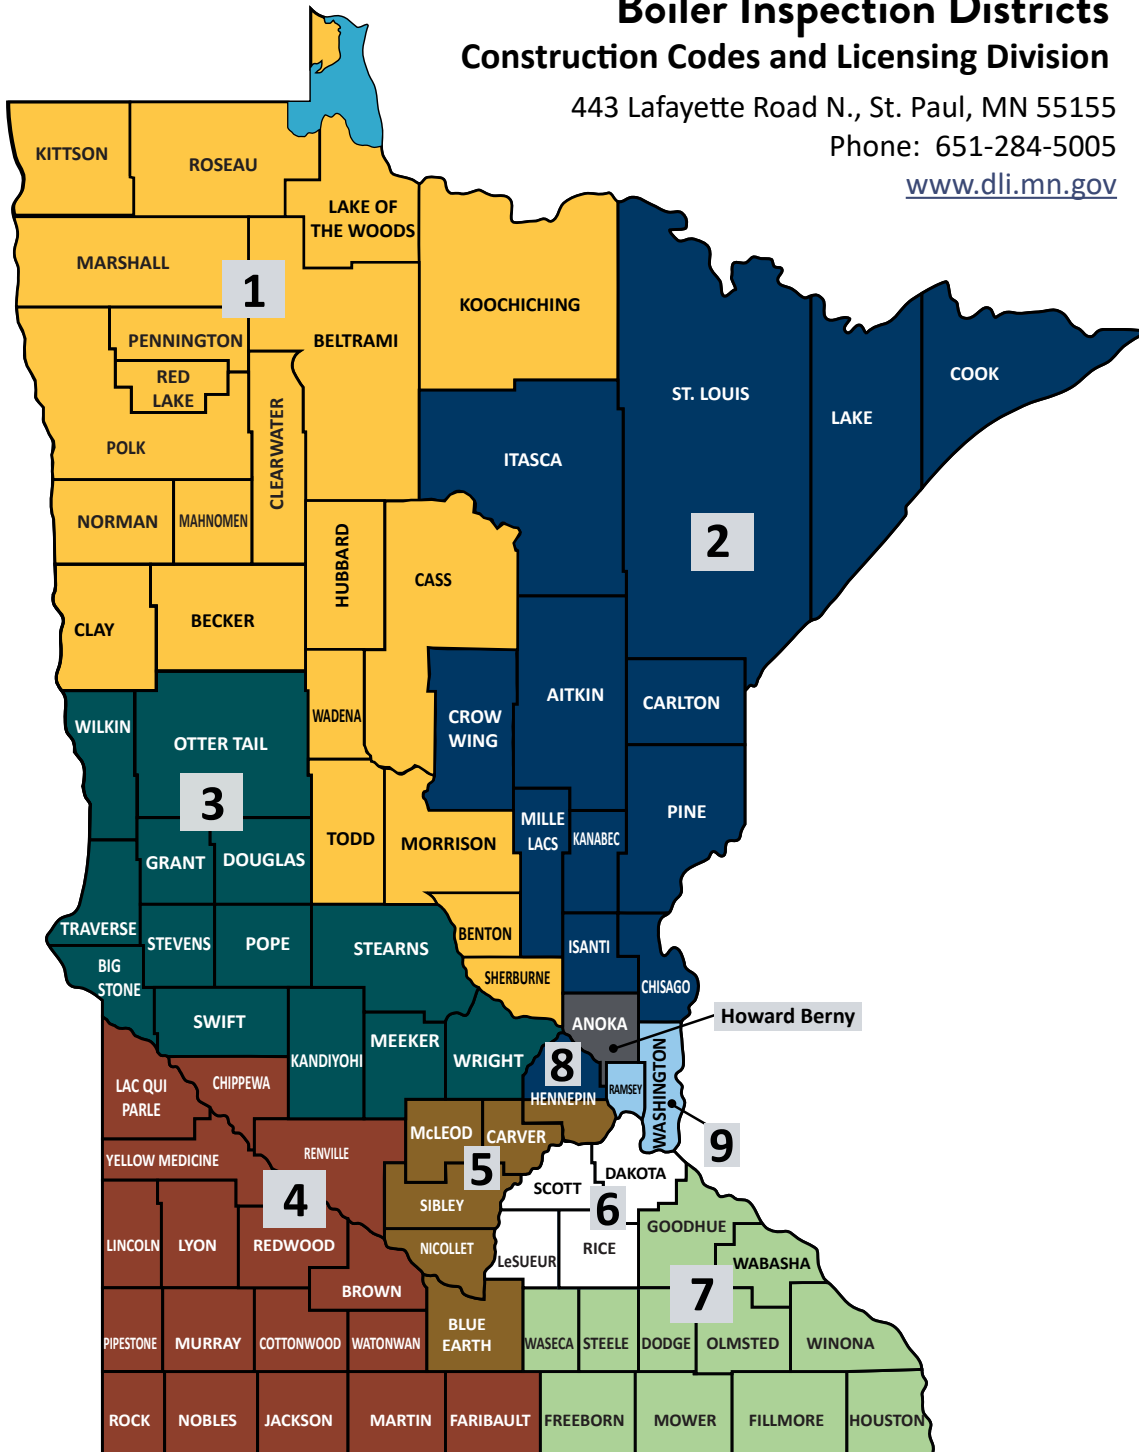 Boiler Inspection Districts
Construction Codes and Licensing Division
443 Lafayette Road N., St. Paul, MN 55155
Phone:  651-284-5005
www.dli.mn.gov
KITTSON
ROSEAU
LAKE OF
THE WOODS
MARSHALL
1
KOOCHICHING
PENNINGTON
BELTRAMI
RED
LAKE
POLK
CLEARWATER
ST. LOUIS
LAKE
COOK
ITASCA
NORMAN
MAHNOMEN
HUBBARD
CASS
2
CLAY
BECKER
WILKIN
OTTER TAIL
WADENA
CROW
WING
AITKIN
CARLTON
3
PINE
GRANT
DOUGLAS
TODD
MORRISON
MILLE
LACS
KANABEC
TRAVERSE
STEVENS
POPE
STEARNS
BENTON
ISANTI
BIG
STONE
SHERBURNE
CHISAGO
SWIFT
ANOKA
Howard Berny
KANDIYOHI
MEEKER
WRIGHT
8
HENNEPIN
RAMSEY
WASHINGTON
9
LAC QUI
PARLE
CHIPPEWA
YELLOW MEDICINE
RENVILLE
McLEOD
CARVER
5
4
SIBLEY
SCOTT
DAKOTA
6
LINCOLN
LYON
REDWOOD
NICOLLET
LeSUEUR
RICE
GOODHUE
WABASHA
BROWN
7
PIPESTONE
MURRAY
COTTONWOOD
WATONWAN
BLUE
EARTH
WASECA
STEELE
DODGE
OLMSTED
WINONA
ROCK
NOBLES
JACKSON
MARTIN
FARIBAULT
FREEBORN
MOWER
FILLMORE
HOUSTON